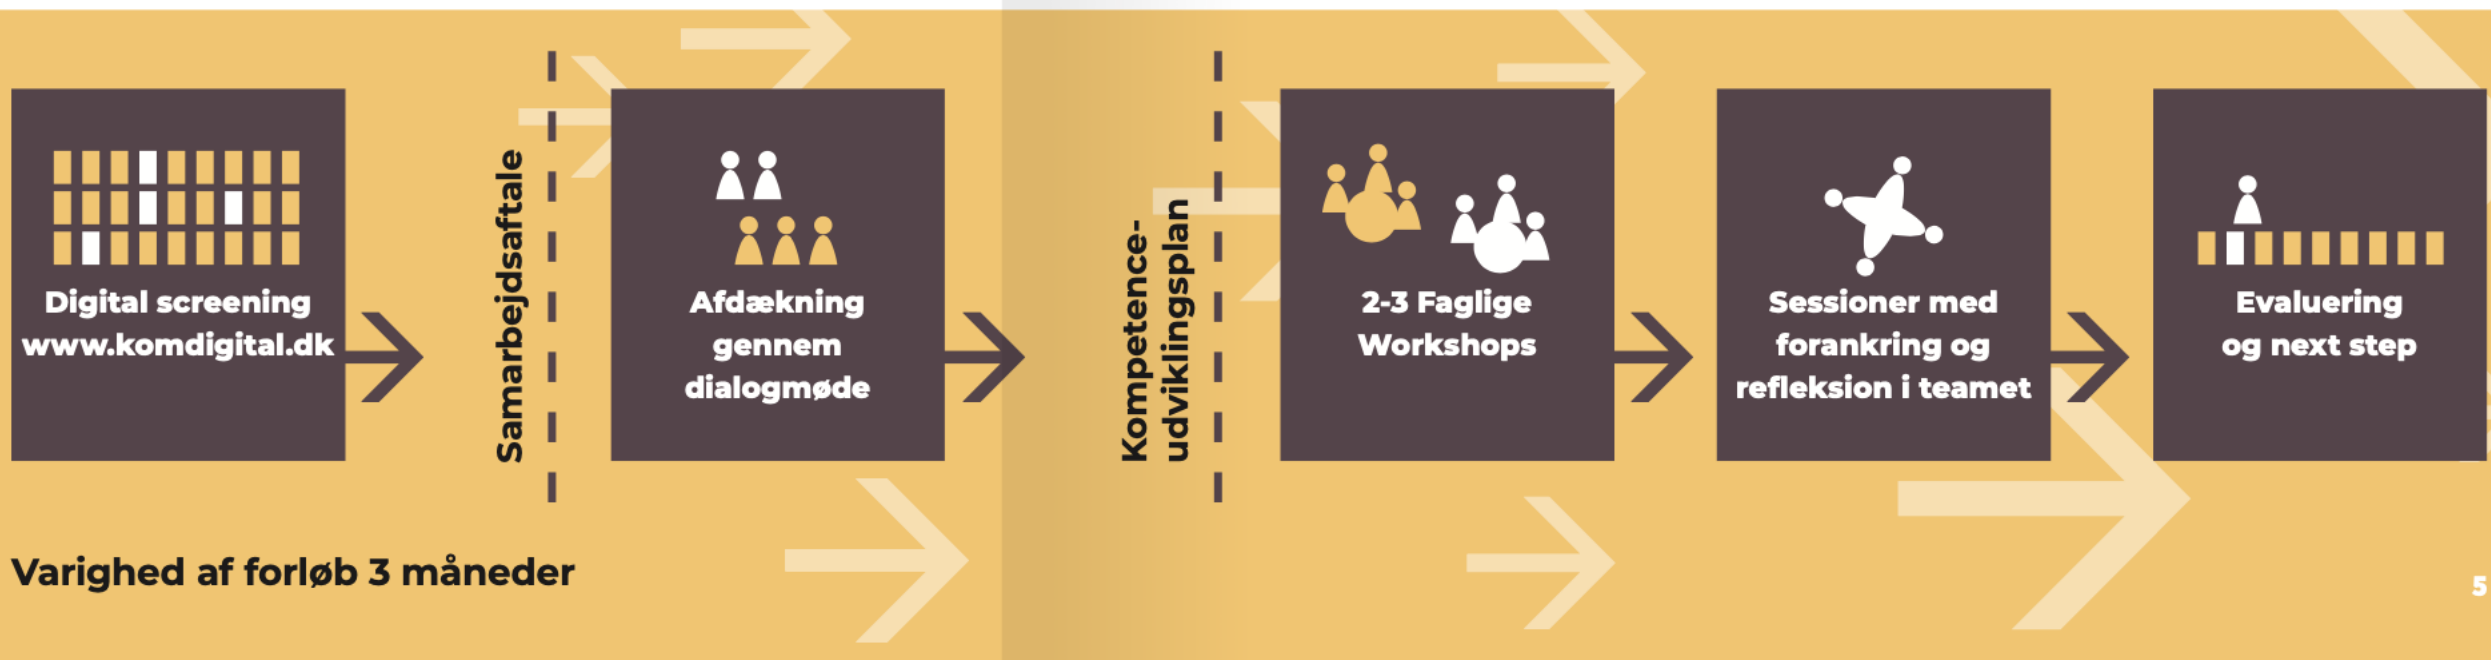 Digital screening
www.komdigital.dk
Samarbejdsaftale
Afdækning
gennem
dialogmøde
Kompetence-
udviklingsplan
2-3 Faglige
Workshops
Sessioner med
forankring og
refleksion i teamet
Evaluering
og next step
Varighed af forløb 3 måneder
5